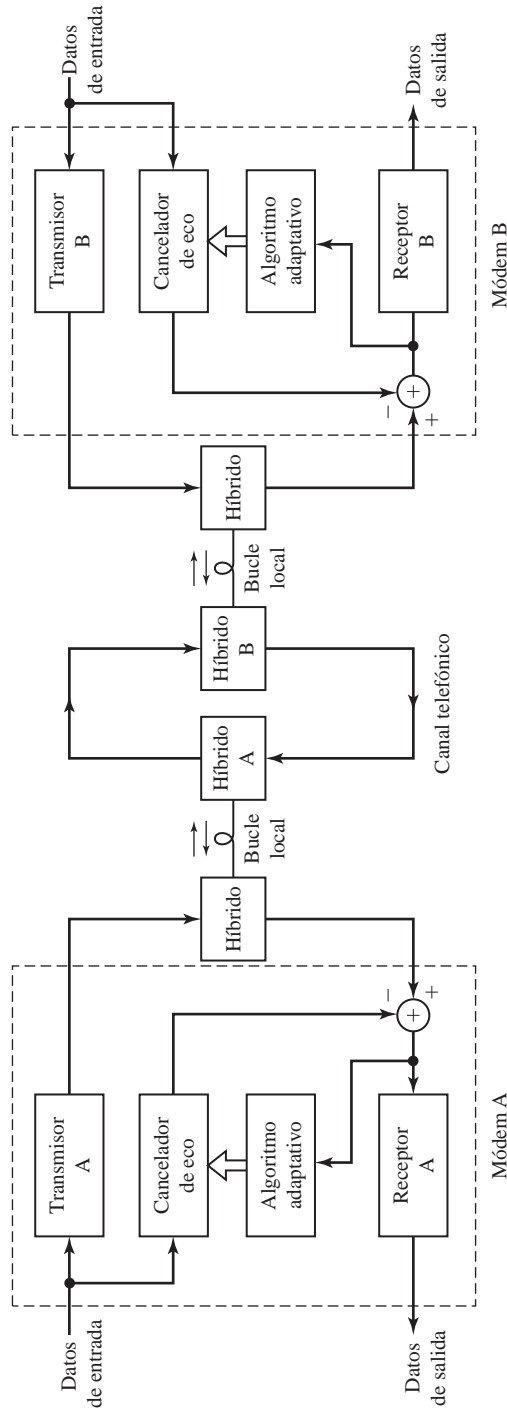 Datos
de entrada
Transmisor
A
Cancelador
de eco
Algoritmo
adaptativo
Receptor
A
Datos
de salida
Módem A
Híbrido
−
+
+
Bucle
local
Híbrido
A
Híbrido
B
Canal telefónico
Bucle
local
Híbrido
−
+
+
Transmisor
B
Cancelador
de eco
Algoritmo
adaptativo
Receptor
B
Datos
de entrada
Datos
de salida
Módem B